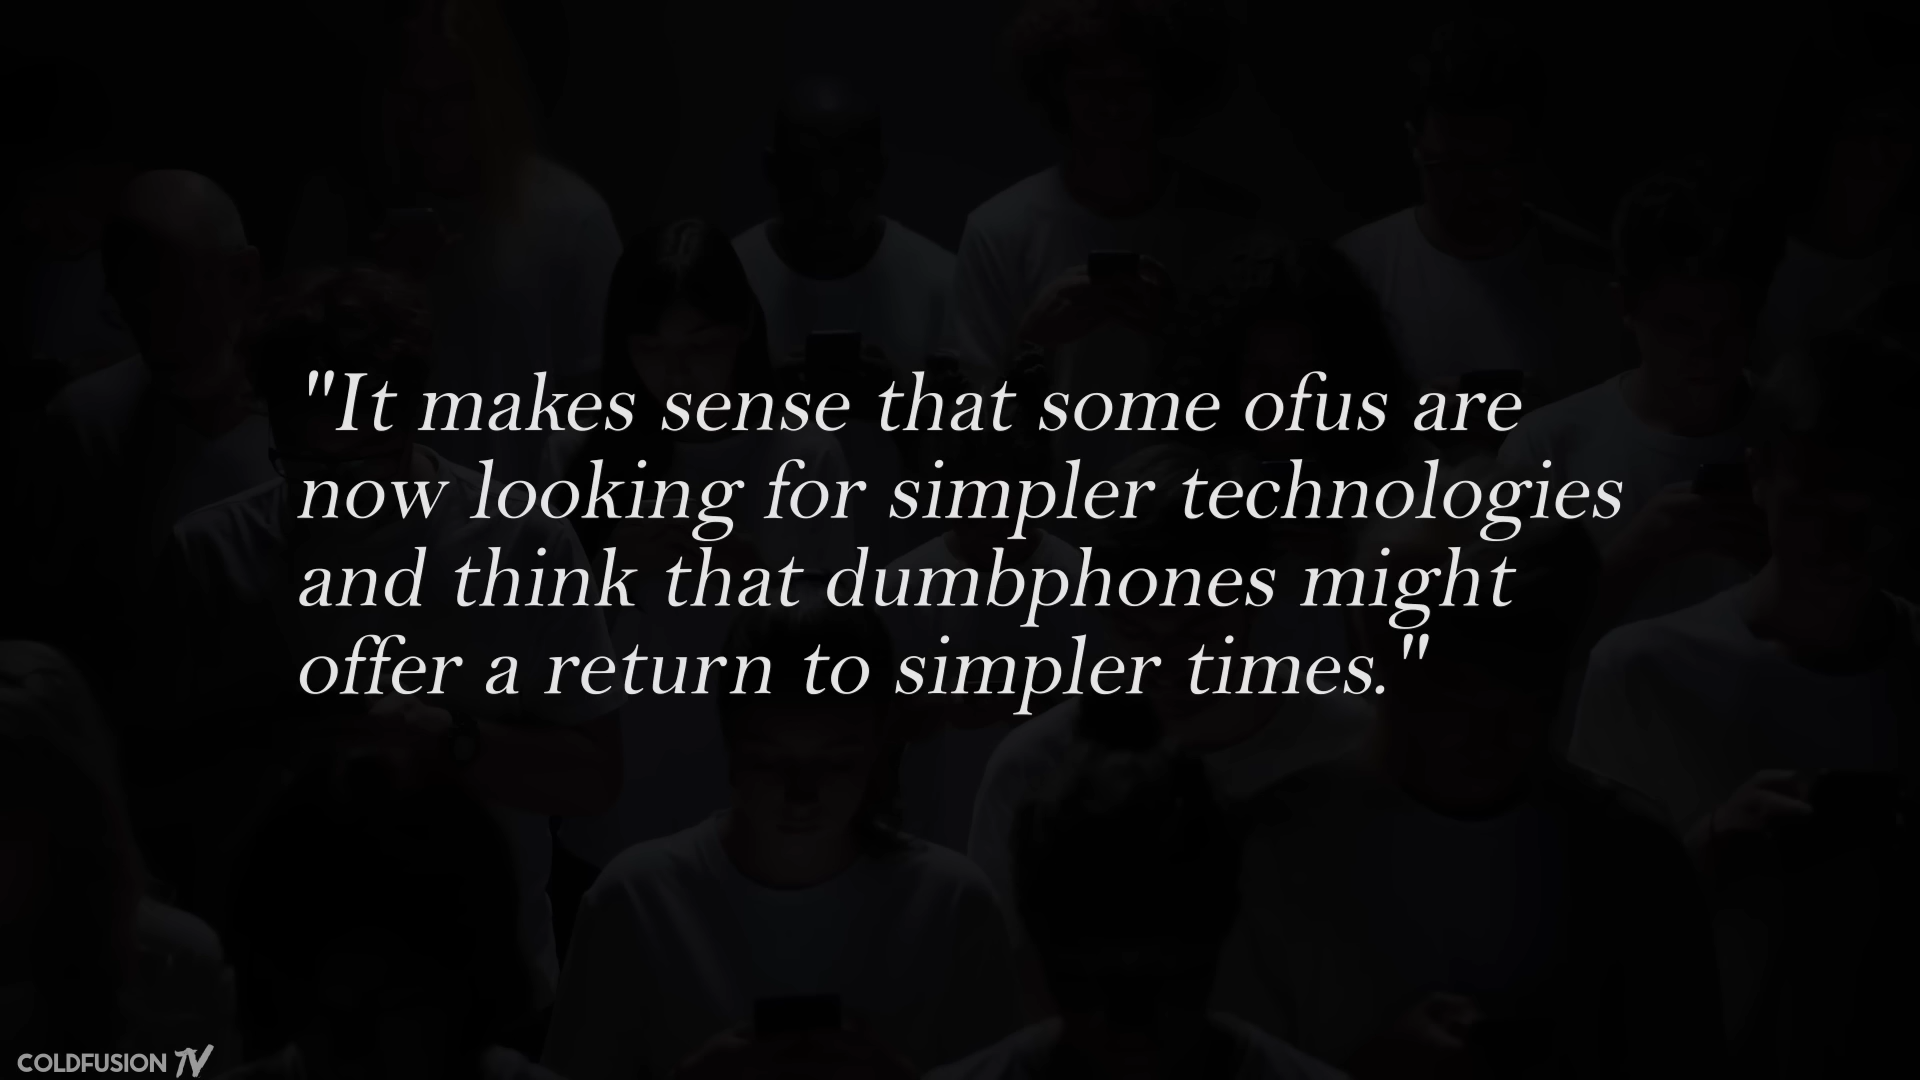 "It makes sense that some ofus are
now looking for simpler technologies
and think that dumbphones might
offer a return to simpler times."
COLDFUSION TV